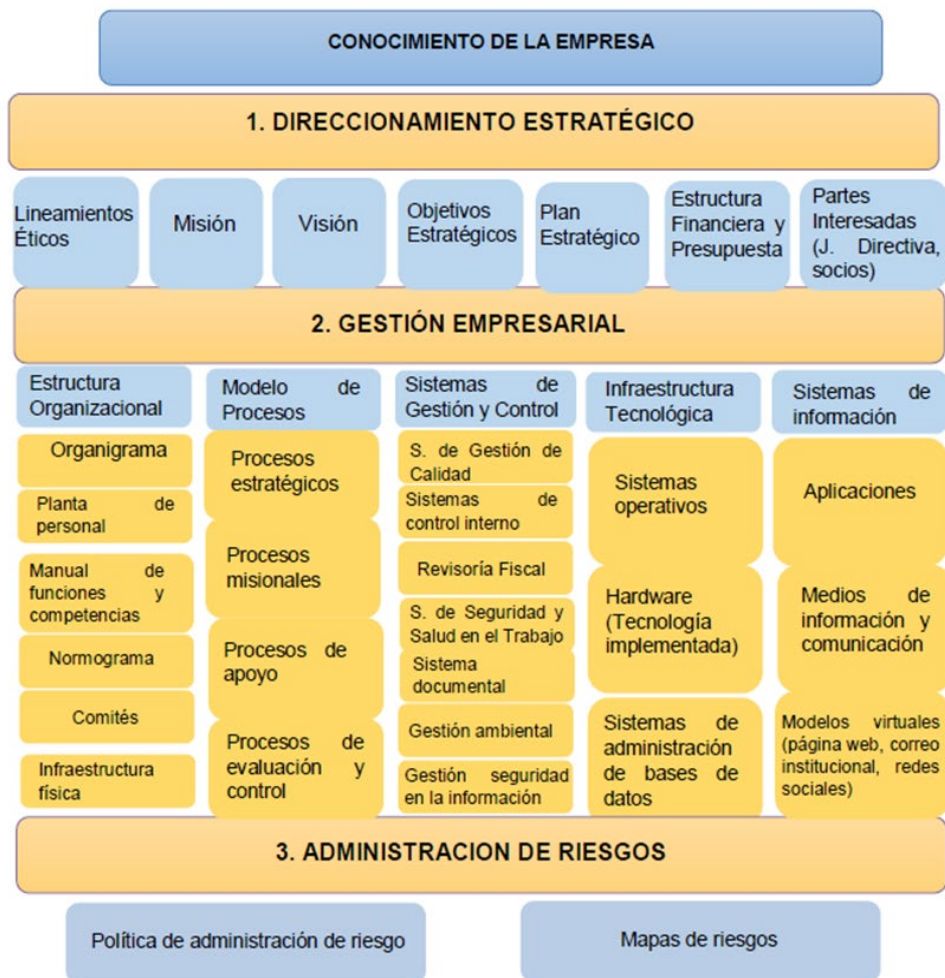 CONOCIMIENTO DE LA EMPRESA
1. DIRECCIONAMIENTO ESTRATÉGICO
Lineamientos
Éticos
Misión
Visión
Objetivos
Estratégicos
Plan
Estratégico
Estructura
Financiera y
Presupuesta
Partes
Interesadas
(J. Directiva,
socios)
2. GESTIÓN EMPRESARIAL
Estructura
Organizacional
Organigrama
Planta de
personal
Manual de
funciones y
competencias
Normograma
Comités
Infraestructura
física
Modelo de
Procesos
Procesos
estratégicos
Procesos
misionales
Procesos de
apoyo
Procesos de
evaluación y
control
Sistemas de
Gestión y Control
S. de Gestión de
Calidad
Sistemas de
control interno
Revisoría Fiscal
S. de Seguridad y
Salud en el Trabajo
Sistema
documental
Gestión ambiental
Gestión seguridad
en la información
Infraestructura
Tecnológica
Sistemas
operativos
Hardware
(Tecnología
implementada)
Sistemas de
administración
de bases de
datos
Sistemas de
información
Aplicaciones
Medios de
información y
comunicación
Modelos virtuales
(página web, correo
institucional, redes
sociales)
3. ADMINISTRACION DE RIESGOS
Política de administración de riesgo
Mapas de riesgos